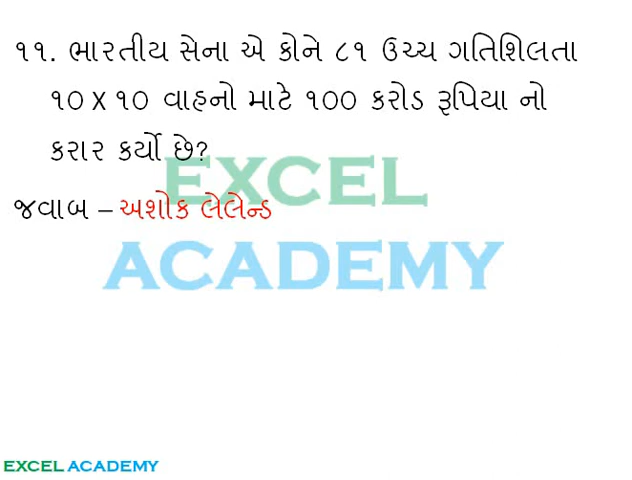 ૧૧. ભારતીય સેના એ કોને ૮૧ ઉચ્ચ ગતિશિલતા
૧૦ X ૧૦ વાહનો માટે ૧૦૦ કરોડ રૂપિયા નો
કરાર કર્યો છે?
જવાબ – અશોક લેલેન્ડ
EXCEL
ACADEMY
EXCEL ACADEMY